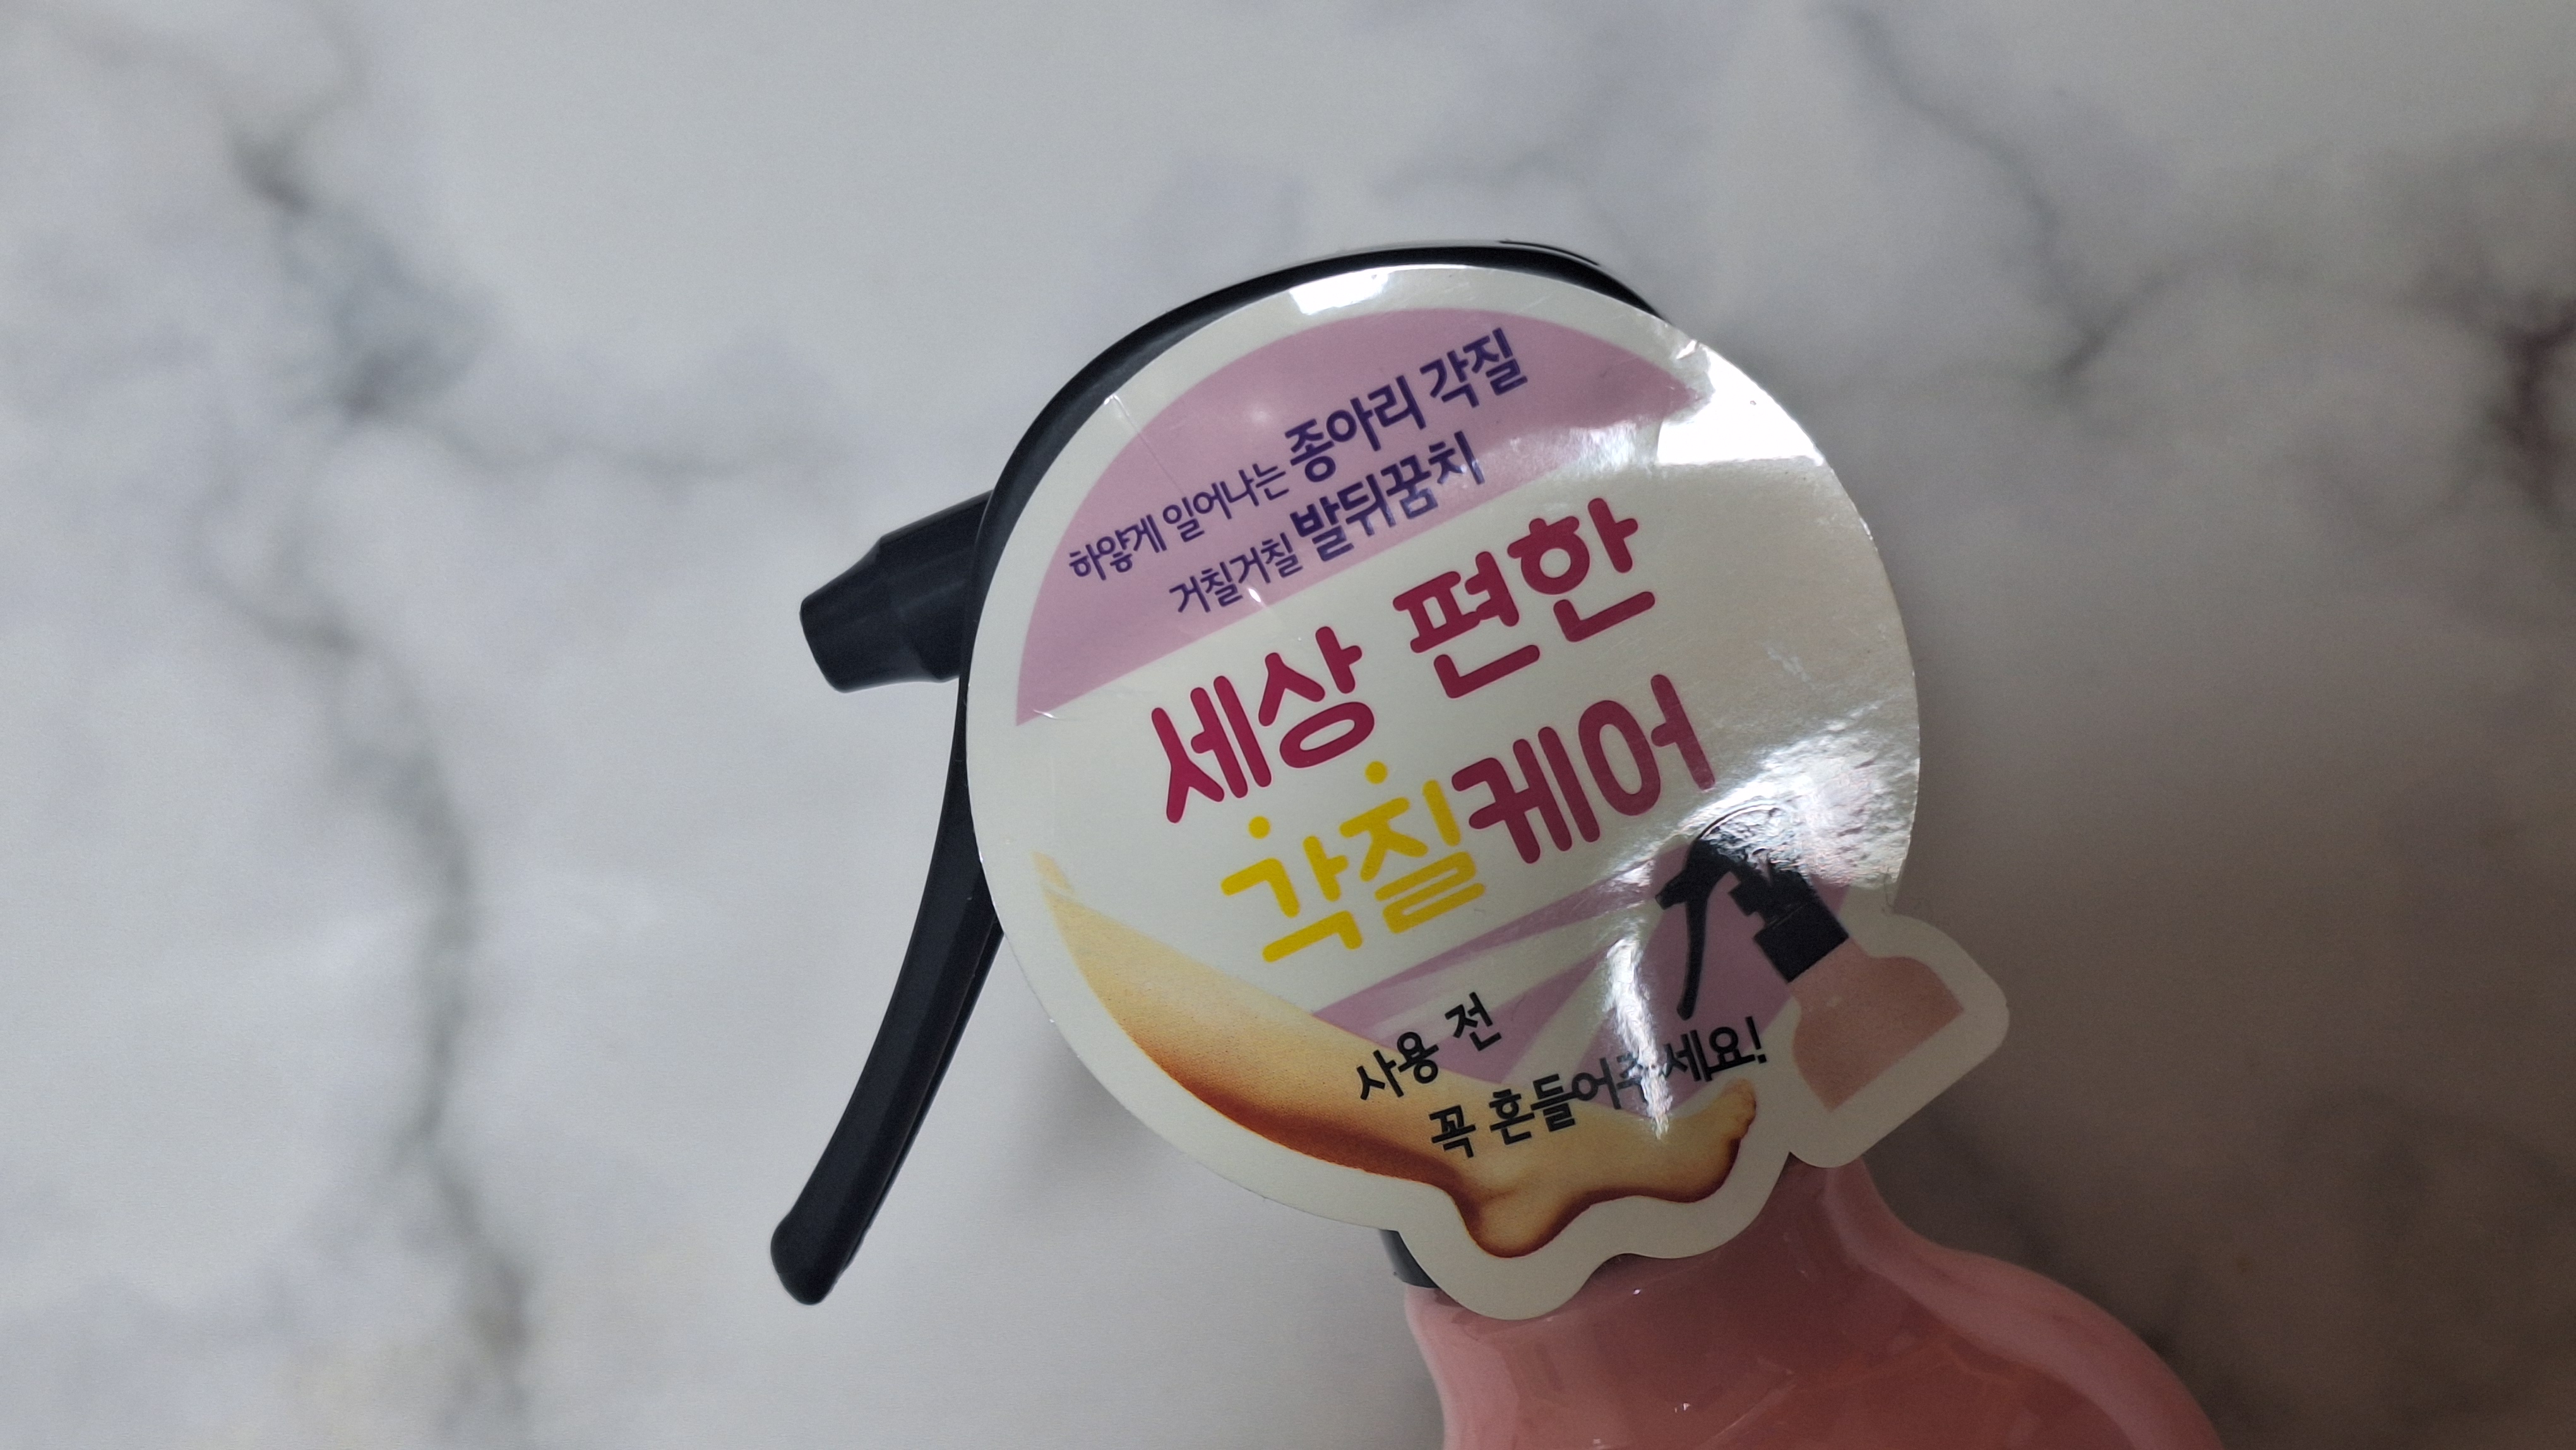 하얗게 일어나는 종아리 각질
거칠거칠 발뒤꿈치
세상 편한
각질케어
사용 전
꼭 흔들어주세요!